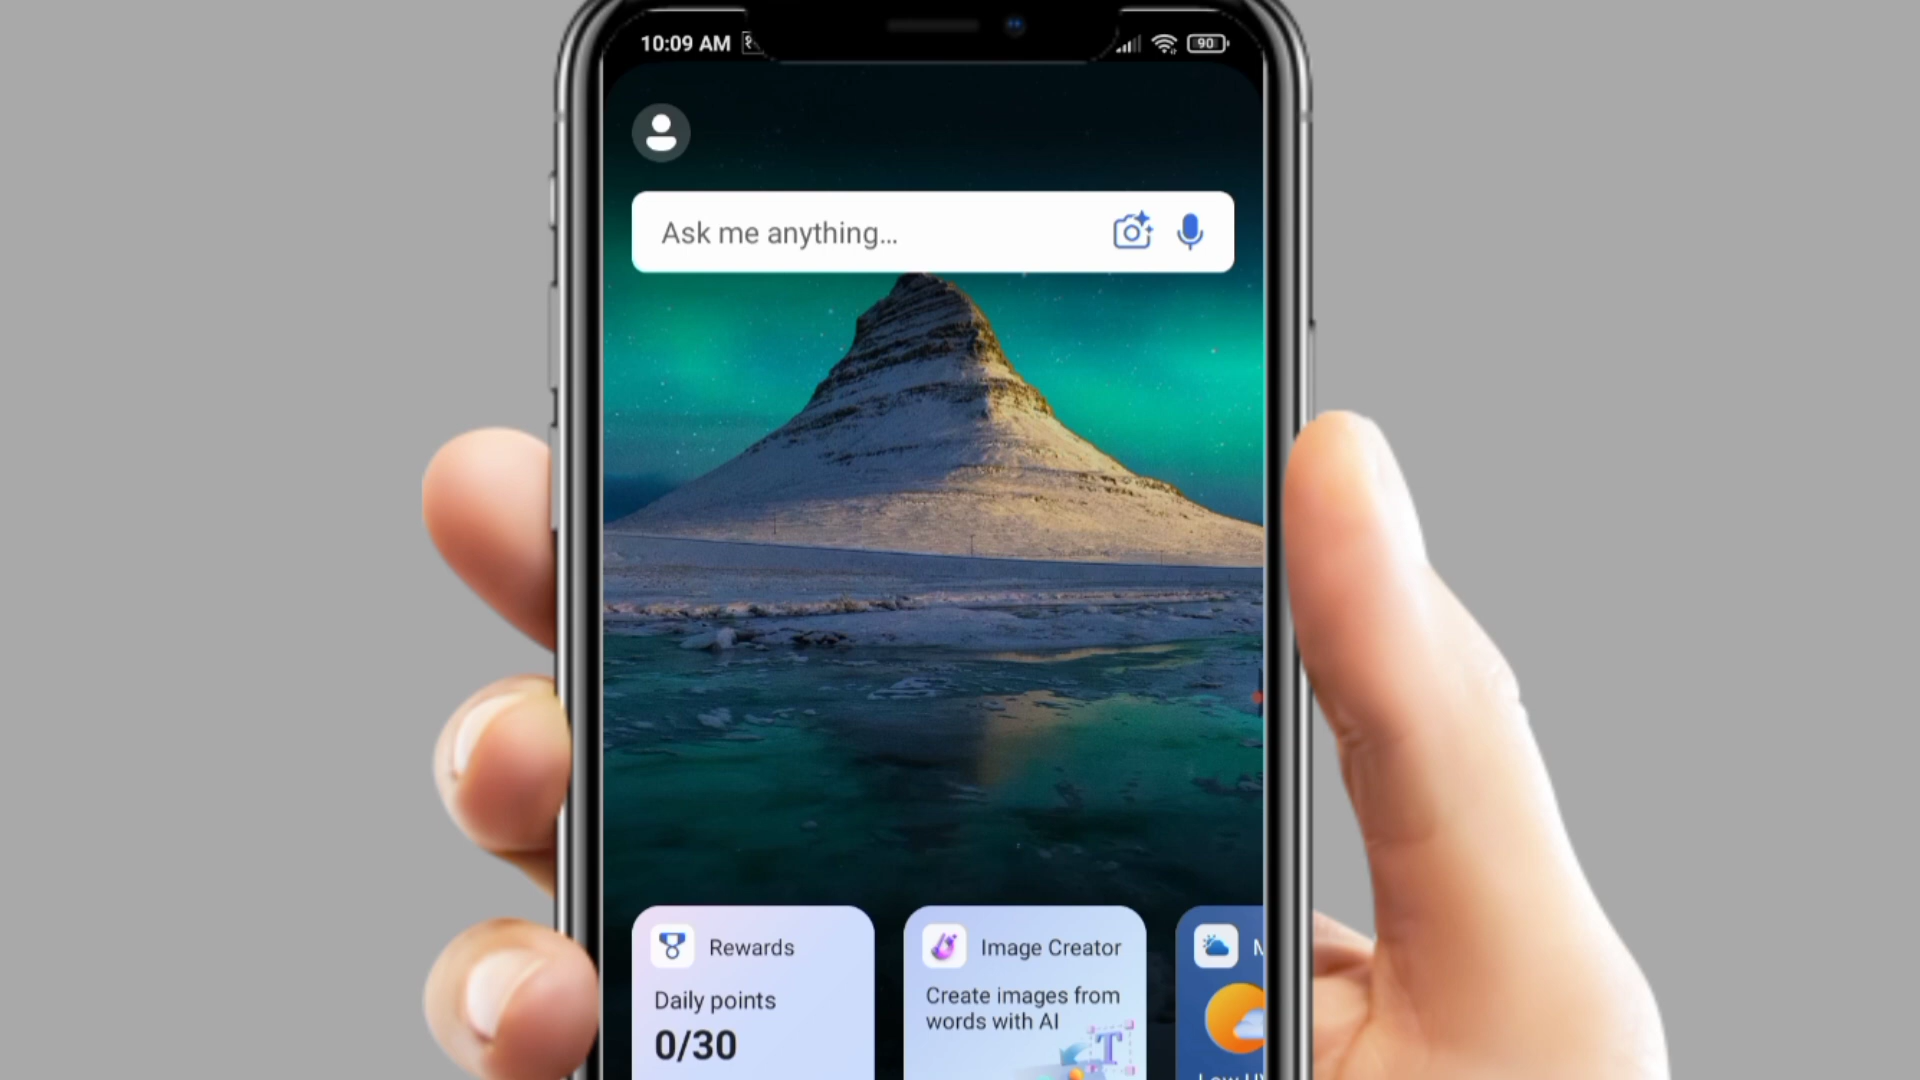 10:09 AM
90
Ask me anything...
Rewards
Image Creator
Daily points
0/30
Create images from
words with AI
T